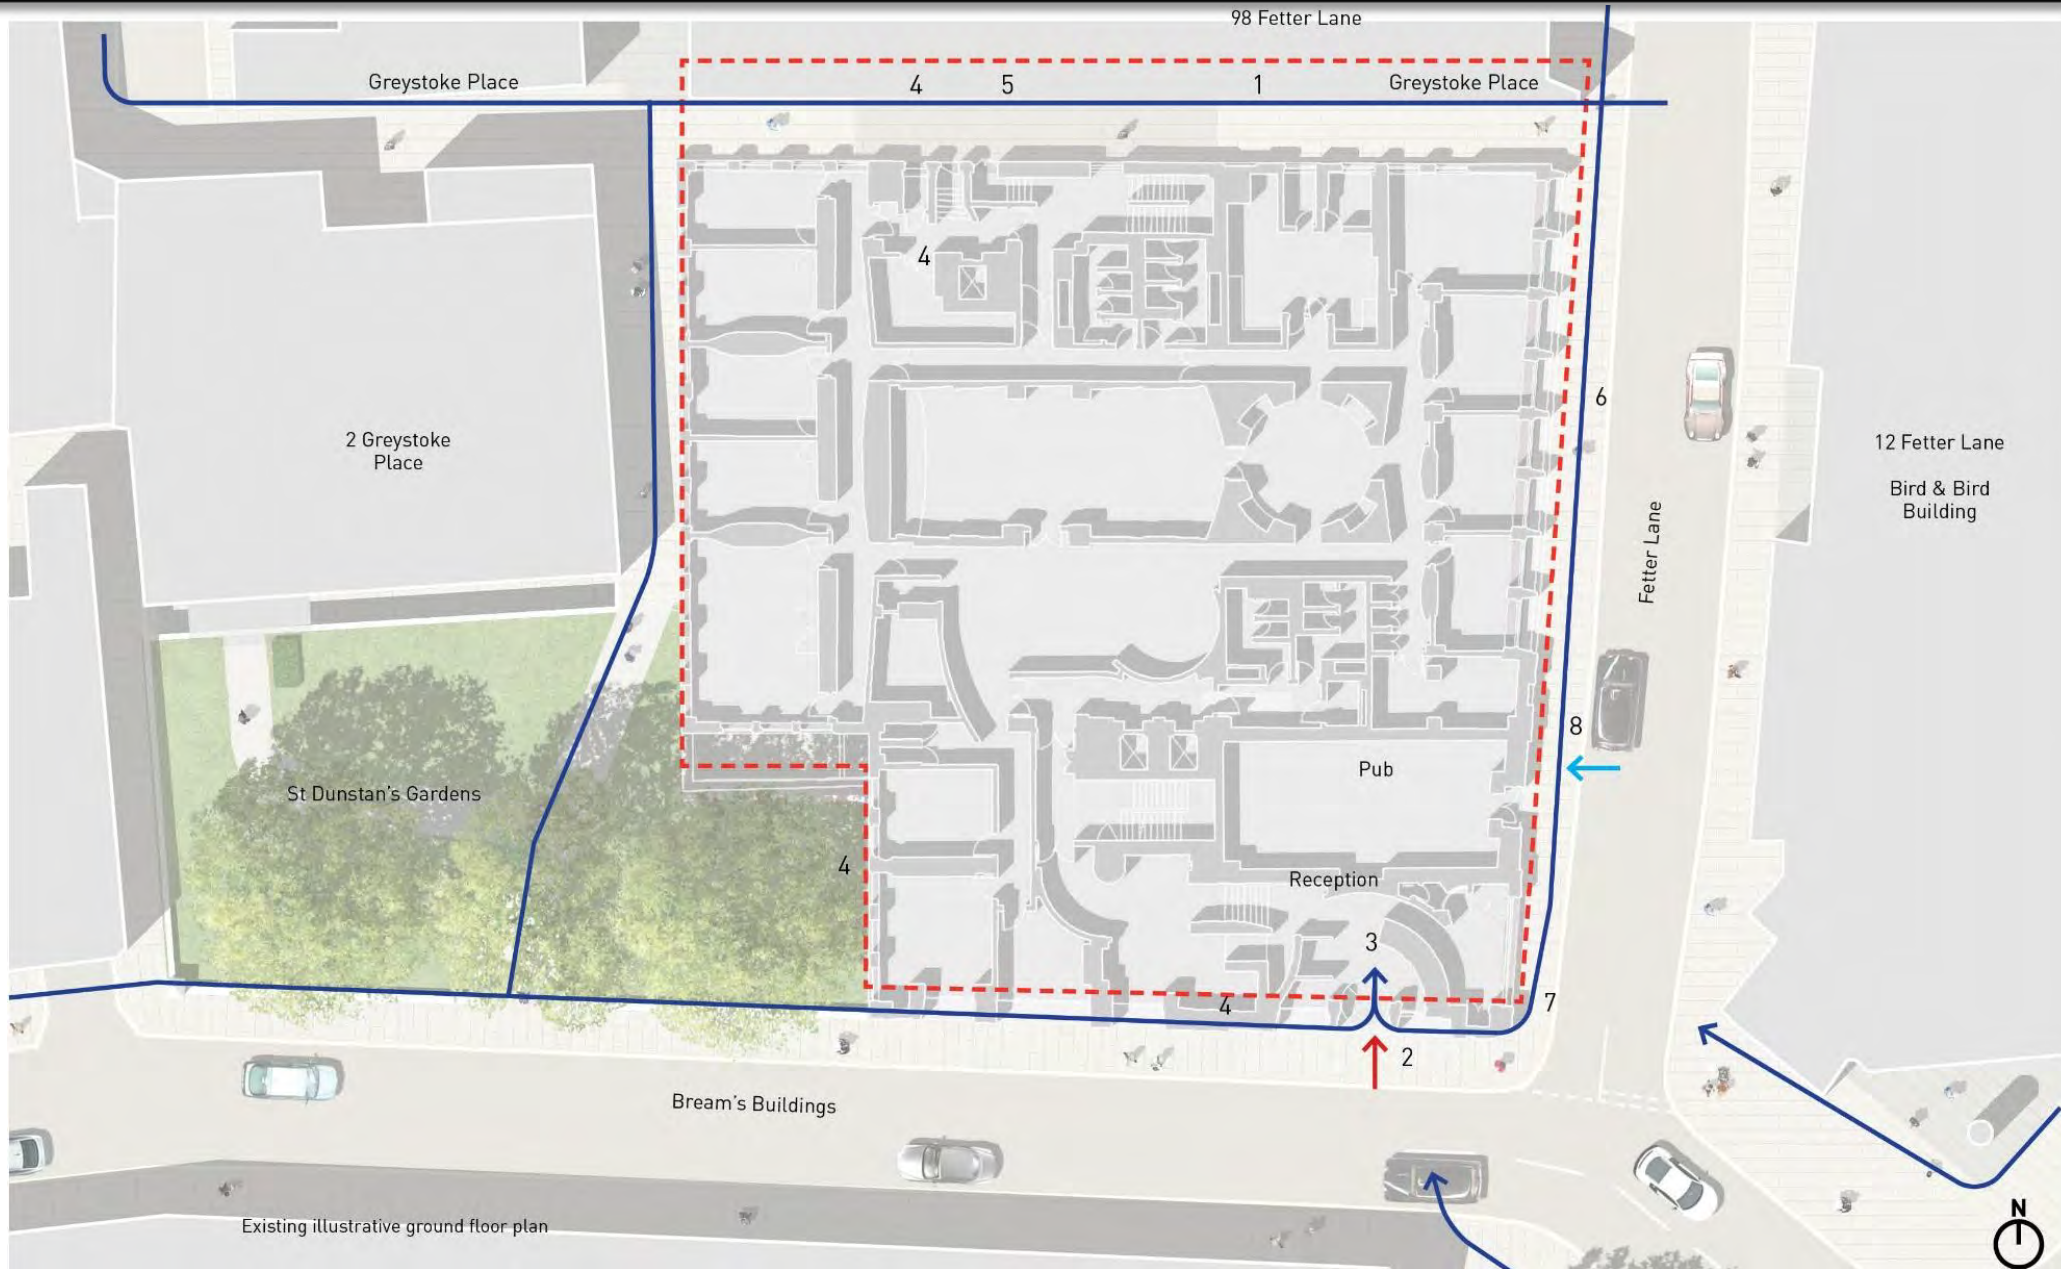 98 Fetter Lane
Greystoke Place
4
5
1
Greystoke Place
4
6
2 Greystoke
Place
12 Fetter Lane
Bird & Bird
Building
Fetter Lane
8
Pub
St Dunstan's Gardens
4
Reception
3
4
7
2
Bream's Buildings
Existing illustrative ground floor plan
N